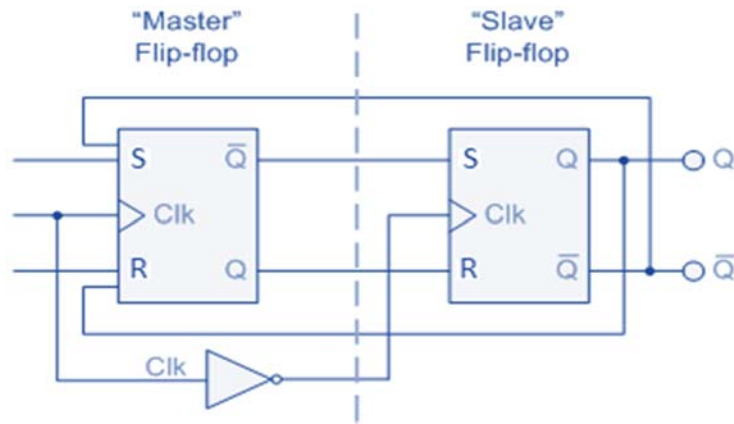 “Master”
Flip-flop
“Slave”
Flip-flop
S
Q̅
Clk
R
Q
S
Q
Clk
R
Q̅
Q
Q̅
Clk